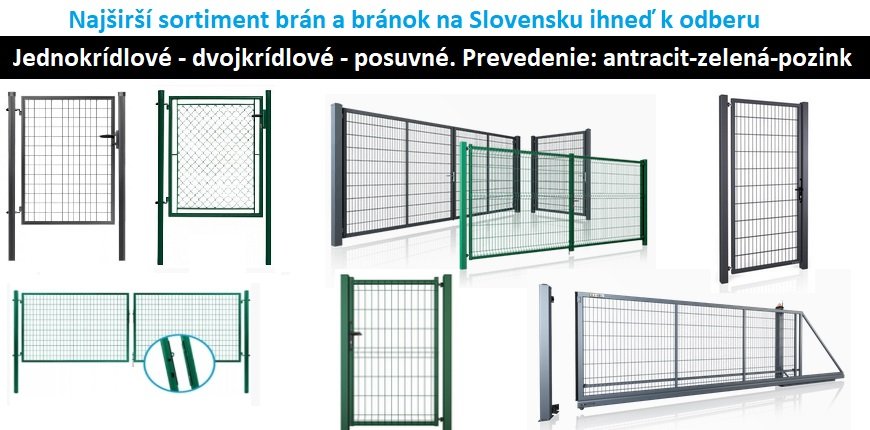 Najširší sortiment brán a bránok na Slovensku ihneď k odberu
Jednokrídlové - dvojkrídlové - posuvné. Prevedenie: antracit-zelená-pozink